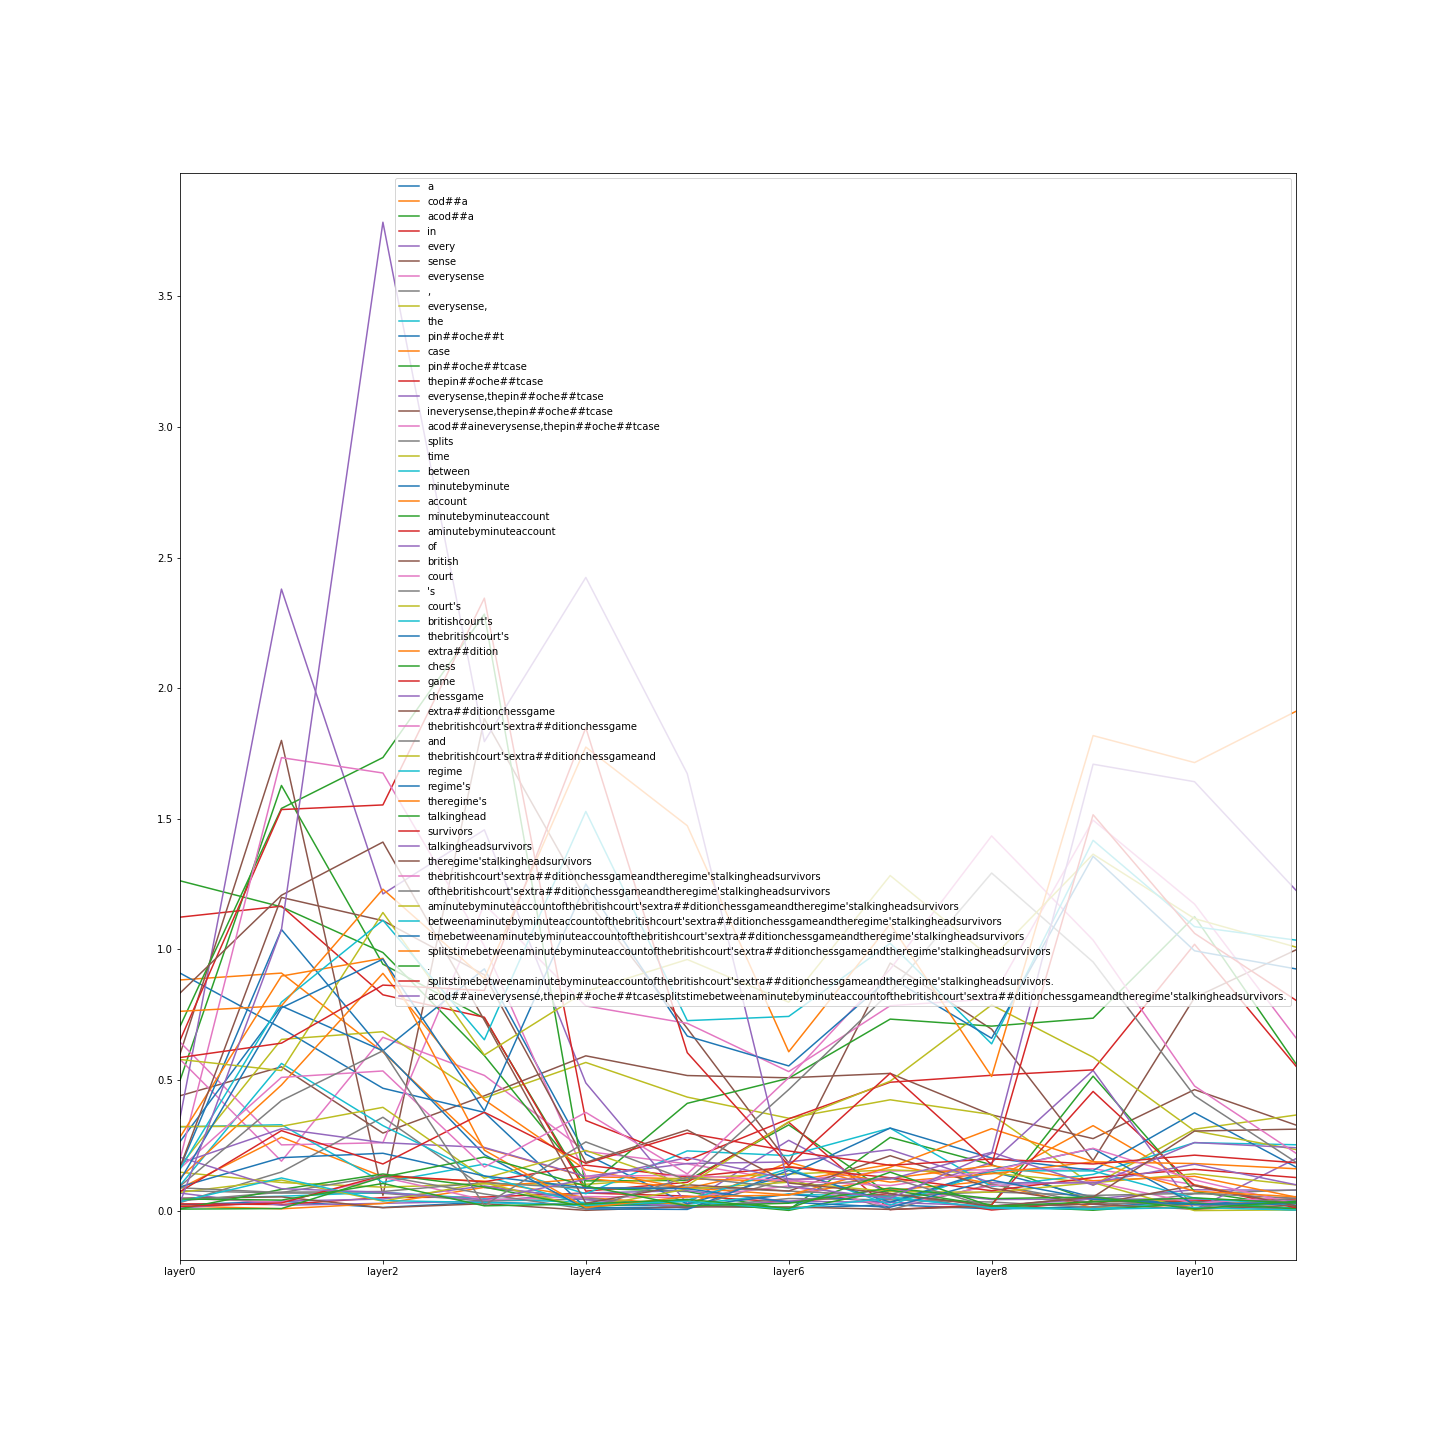 a
cod##a
acod##a
in
every
sense
everysense
,
everysense,
the
pin##oche##t
case
pin##oche##tcase
thepin##oche##tcase
everysense,thepin##oche##tcase
ineverysense,thepin##oche##tcase
acod##aineverysense,thepin##oche##tcase
splits
time
between
minutebyminute
account
minutebyminuteaccount
aminutebyminuteaccount
of
british
court
's
court's
britishcourt's
thebritishcourt's
extra##dition
chess
game
chessgame
extra##ditionchessgame
thebritishcourt'sextra##ditionchessgame
and
thebritishcourt'sextra##ditionchessgameand
regime
regime's
theregime's
talkinghead
survivors
talkingheadsurvivors
theregime'stalkingheadsurvivors
thebritishcourt'sextra##ditionchessgameandtheregime'stalkingheadsurvivors
ofthebritishcourt'sextra##ditionchessgameandtheregime'stalkingheadsurvivors
aminutebyminuteaccountofthebritishcourt'sextra##ditionchessgameandtheregime'stalkingheadsurvivors
betweenaminutebyminuteaccountofthebritishcourt'sextra##ditionchessgameandtheregime'stalkingheadsurvivors
timebetweenaminutebyminuteaccountofthebritishcourt'sextra##ditionchessgameandtheregime'stalkingheadsurvivors
splitstimebetweenaminutebyminuteaccountofthebritishcourt'sextra##ditionchessgameandtheregime'stalkingheadsurvivors
.
splitstimebetweenaminutebyminuteaccountofthebritishcourt'sextra##ditionchessgameandtheregime'stalkingheadsurvivors.
acod##aineverysense,thepin##oche##tcasesplitstimebetweenaminutebyminuteaccountofthebritishcourt'sextra##ditionchessgameandtheregime'stalkingheadsurvivors.
3.5
3.0
2.5
2.0
1.5
1.0
0.5
0.0
layer0 layer2 layer4 layer6 layer8 layer10